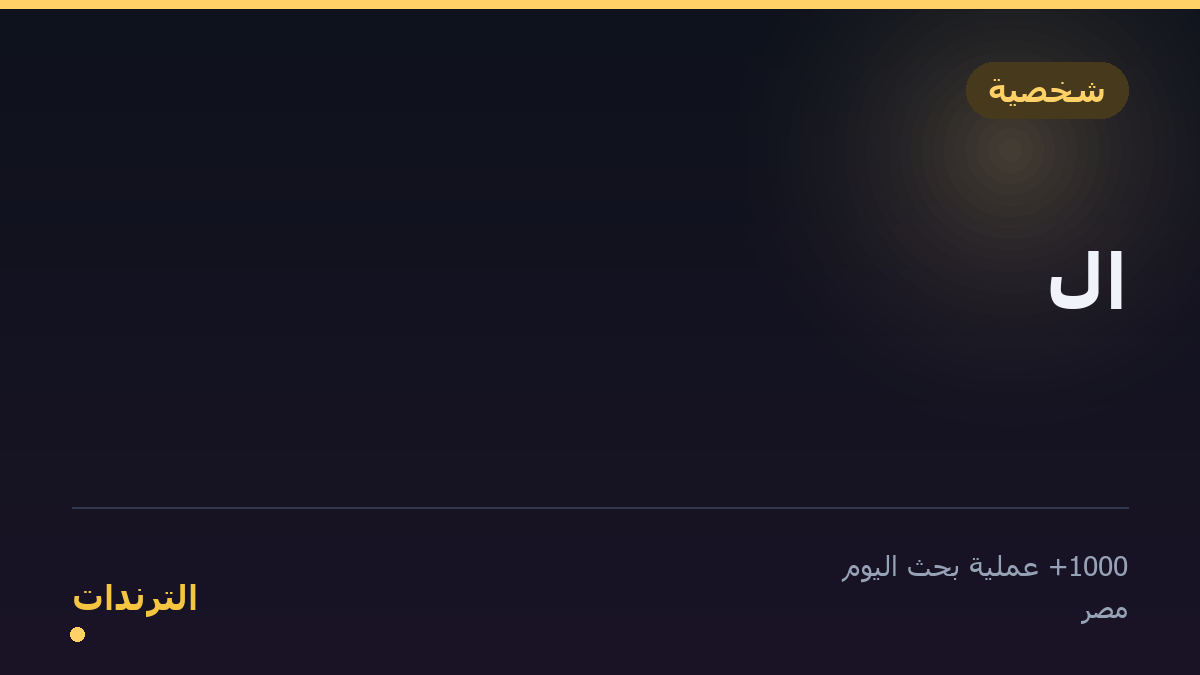 شخصية
ال
1000+ عملية بحث اليوم
مصر
الترندات